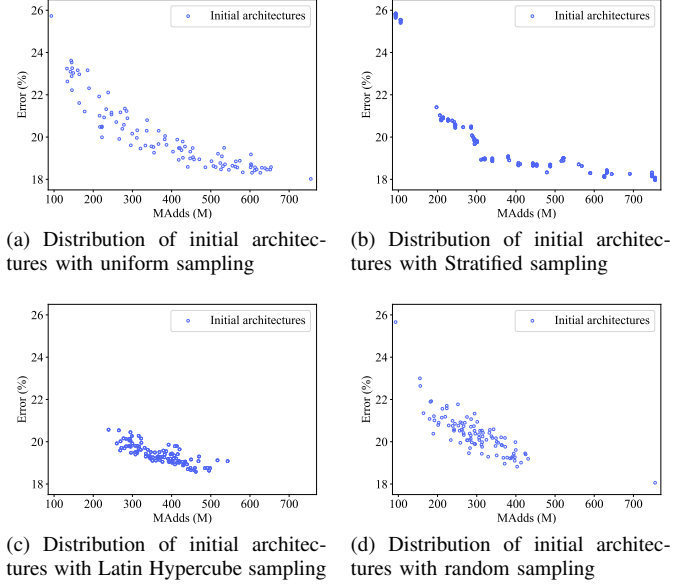 26
24
22
20
18
Error (%)
Initial architectures
100 200 300 400 500 600 700
MAdds (M)
(a) Distribution of initial architec-
tures with uniform sampling
26
24
22
20
18
Error (%)
Initial architectures
100 200 300 400 500 600 700
MAdds (M)
(b) Distribution of initial architec-
tures with Stratified sampling
26
24
22
20
18
Error (%)
Initial architectures
100 200 300 400 500 600 700
MAdds (M)
(c) Distribution of initial architec-
tures with Latin Hypercube sampling
26
24
22
20
18
Error (%)
Initial architectures
100 200 300 400 500 600 700
MAdds (M)
(d) Distribution of initial architec-
tures with random sampling